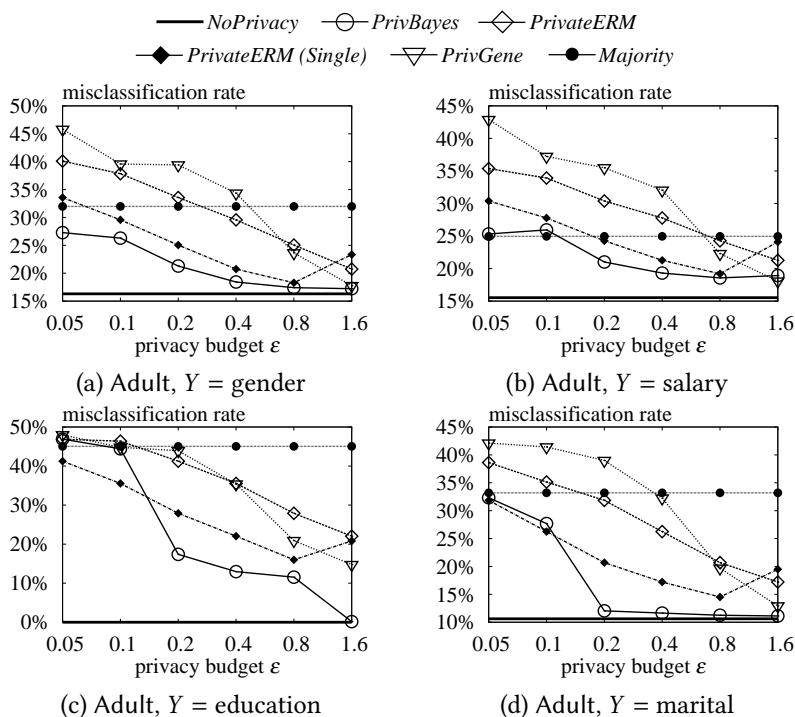 NoPrivacy PrivBayes PrivateERM
PrivateERM (Single) PrivGene Majority
misclassification rate
50%
45%
40%
35%
30%
25%
20%
15%
0.05 0.1 0.2 0.4 0.8 1.6
privacy budget ε
(a) Adult, Y = gender
misclassification rate
45%
40%
35%
30%
25%
20%
15%
0.05 0.1 0.2 0.4 0.8 1.6
privacy budget ε
(b) Adult, Y = salary
misclassification rate
50%
40%
30%
20%
10%
0%
0.05 0.1 0.2 0.4 0.8 1.6
privacy budget ε
(c) Adult, Y = education
misclassification rate
45%
40%
35%
30%
25%
20%
15%
10%
0.05 0.1 0.2 0.4 0.8 1.6
privacy budget ε
(d) Adult, Y = marital